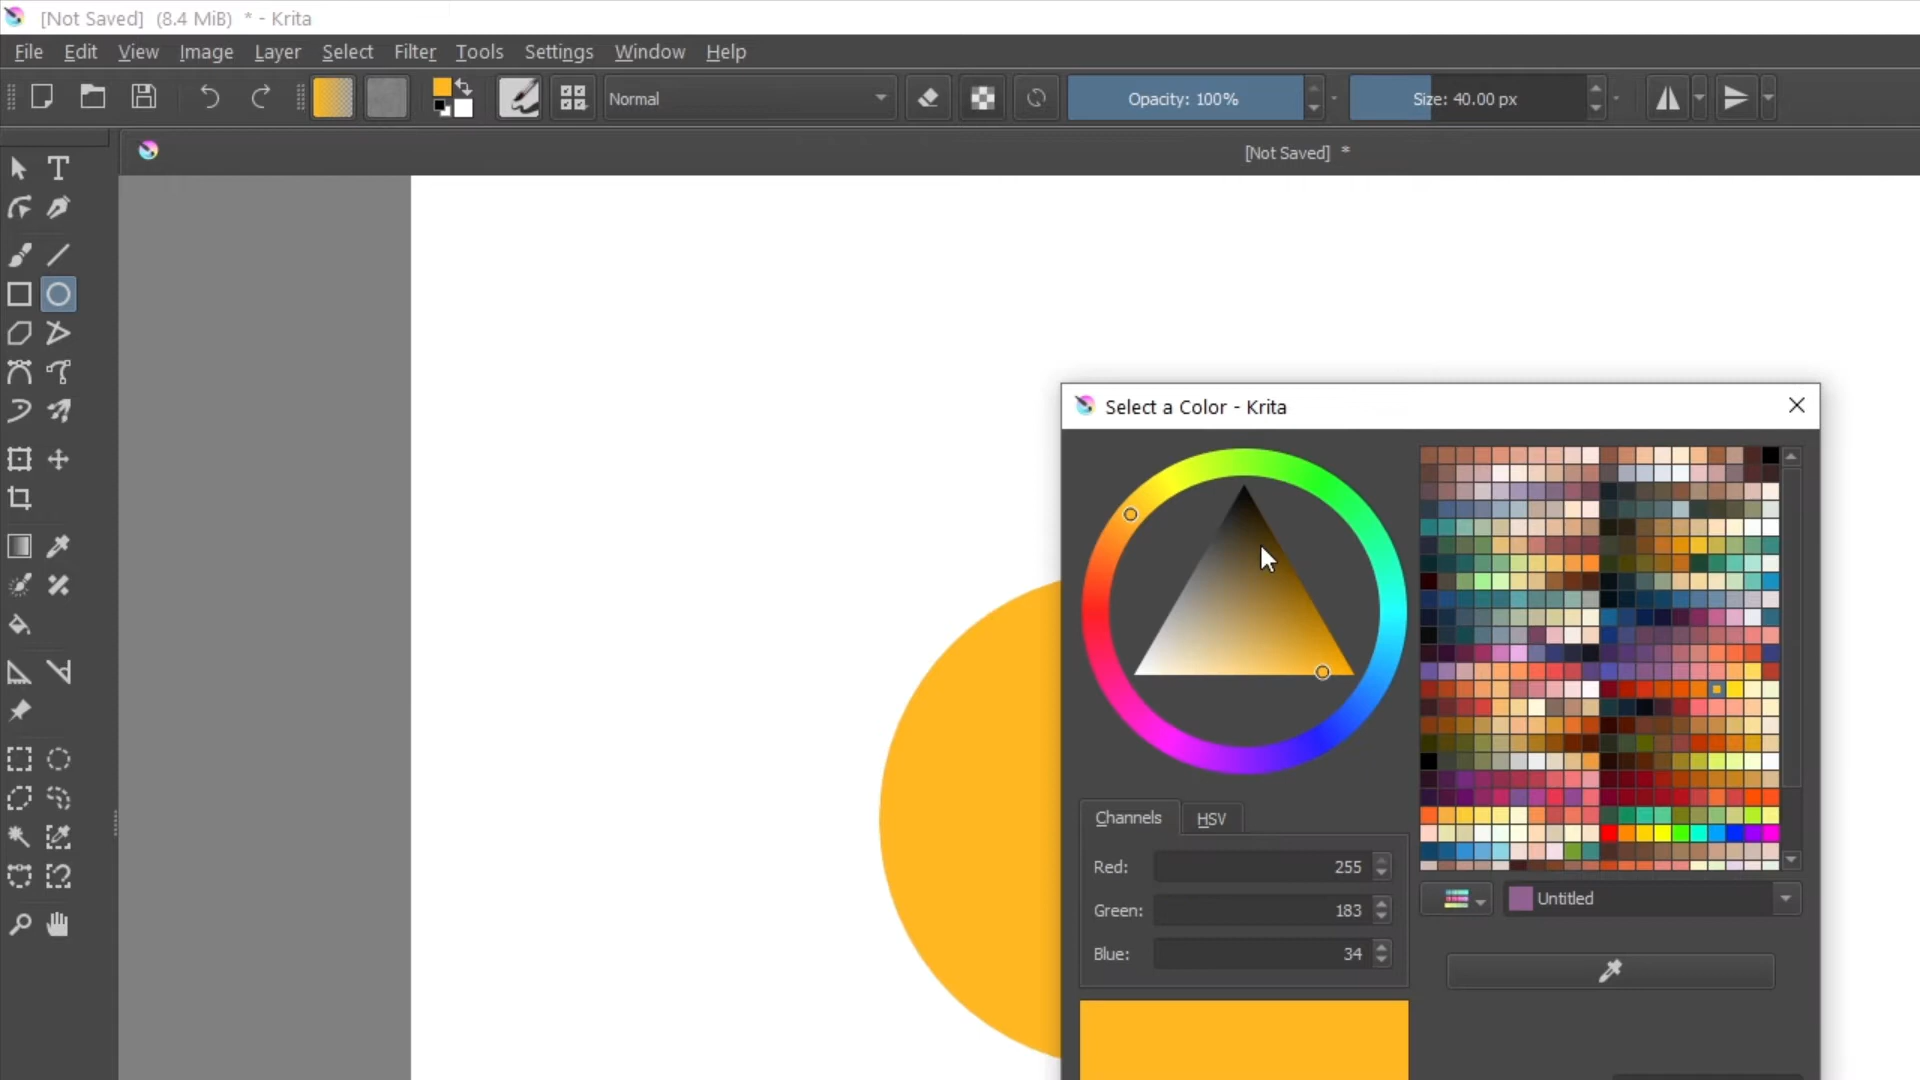 [Not Saved] (8.4 MiB) * - Krita
File Edit View Image Layer Select Filter Tools Settings Window Help
Normal Opacity: 100% Size: 40.00 px
[Not Saved] *
T
Select a Color - Krita
Channels HSV
Red: 255
Green: 183
Blue: 34
Untitled